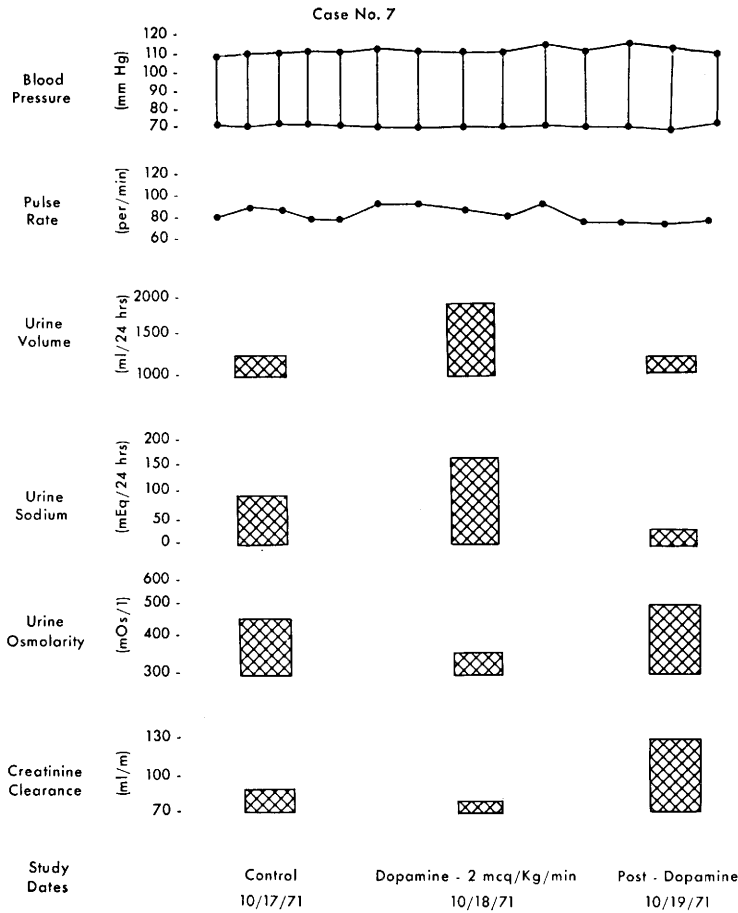 Case No. 7
Blood
Pressure
(mm Hg)
120 -
110 -
100 -
90 -
80 -
70 -
Pulse
Rate
(per/min)
120 -
100 -
80 -
60 -
Urine
Volume
(ml/24 hrs)
2000 -
1500 -
1000 -
Urine
Sodium
(mEq/24 hrs)
200 -
150 -
100 -
50 -
0 -
Urine
Osmolarity
(mOs/l)
600 -
500 -
400 -
300 -
Creatinine
Clearance
(ml/m)
130 -
100 -
70 -
Study
Dates
Control
10/17/71
Dopamine - 2 mcq/Kg/min
10/18/71
Post - Dopamine
10/19/71